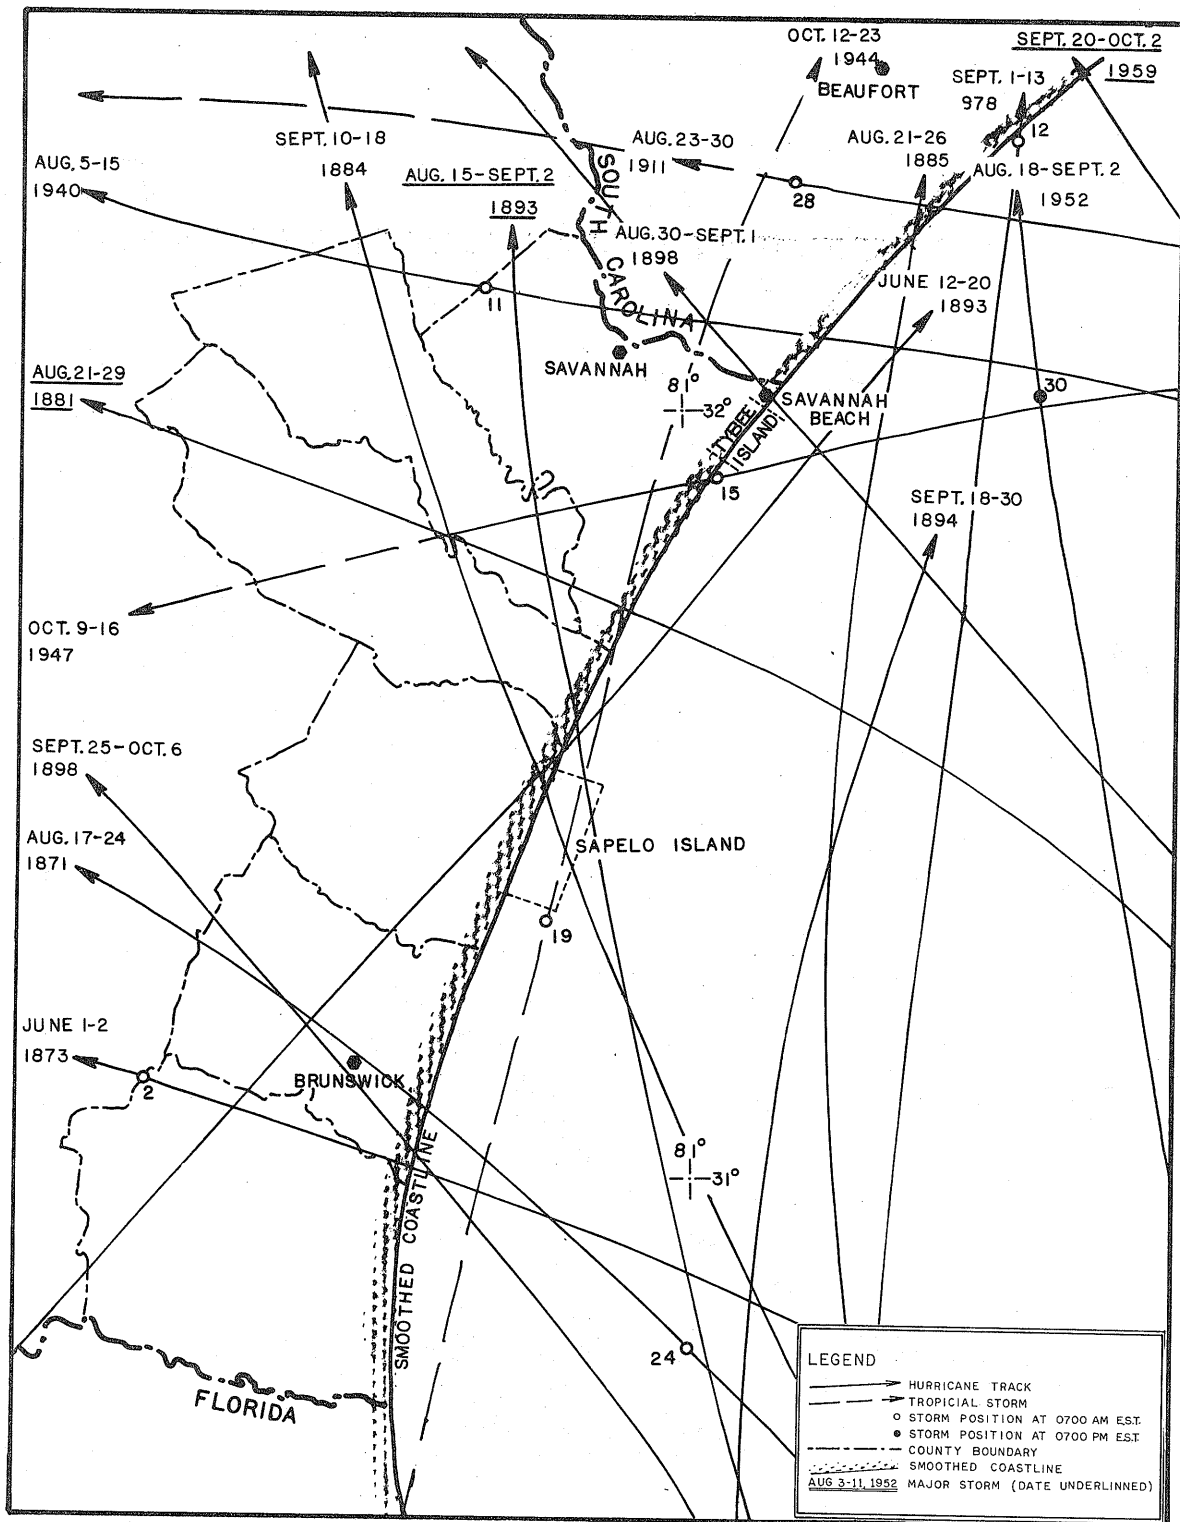 OCT. 12-23
1944
BEAUFORT
SEPT. 20-OCT. 2
1959
SEPT. 1-13
978
12
SEPT. 10-18
1884
AUG. 23-30
1911
28
AUG. 21-26
1885
AUG. 5-15
1940
AUG. 15-SEPT. 2
1893
AUG. 18-SEPT. 2
1952
SOUTH
CAROLINA
AUG. 30-SEPT. 1
1898
JUNE 12-20
1893
11
SAVANNAH
AUG. 21-29
1881
81°
32°
TYBEE
ISLAND
SAVANNAH
BEACH
30
15
SEPT. 18-30
1894
OCT. 9-16
1947
SEPT. 25-OCT. 6
1898
AUG. 17-24
1871
SAPELO ISLAND
19
JUNE 1-2
1873
2
BRUNSWICK
81°
31°
SMOOTHED COASTLINE
24
FLORIDA
LEGEND
HURRICANE TRACK
TROPICIAL STORM
STORM POSITION AT 0700 AM E.S.T.
STORM POSITION AT 0700 PM E.S.T.
COUNTY BOUNDARY
SMOOTHED COASTLINE
AUG 3-11, 1952 MAJOR STORM (DATE UNDERLINNED)